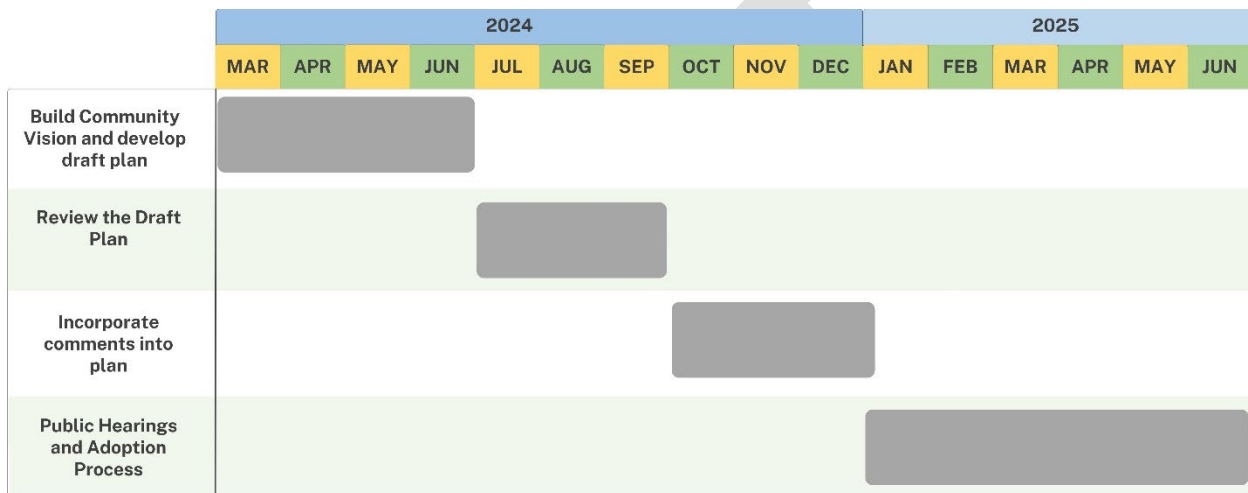 2024 2025
MAR APR MAY JUN JUL AUG SEP OCT NOV DEC JAN FEB MAR APR MAY JUN
Build Community
Vision and develop
draft plan
Review the Draft
Plan
Incorporate
comments into
plan
Public Hearings
and Adoption
Process